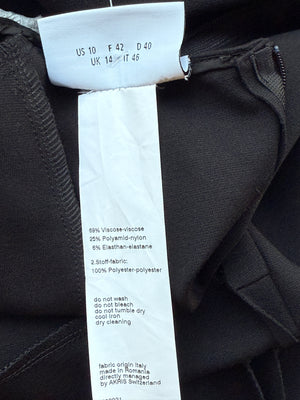 US 10 F 42 D 40
UK 14 IT 46
69% Viscose-viscose
25% Polyamid-nylon
6% Elasthan-elastane
2.Stoff-fabric:
100% Polyester-polyester
do not wash
do not bleach
do not tumble dry
cool iron
dry cleaning
fabric origin Italy
made in Romania
directly managed
by AKRIS Switzerland